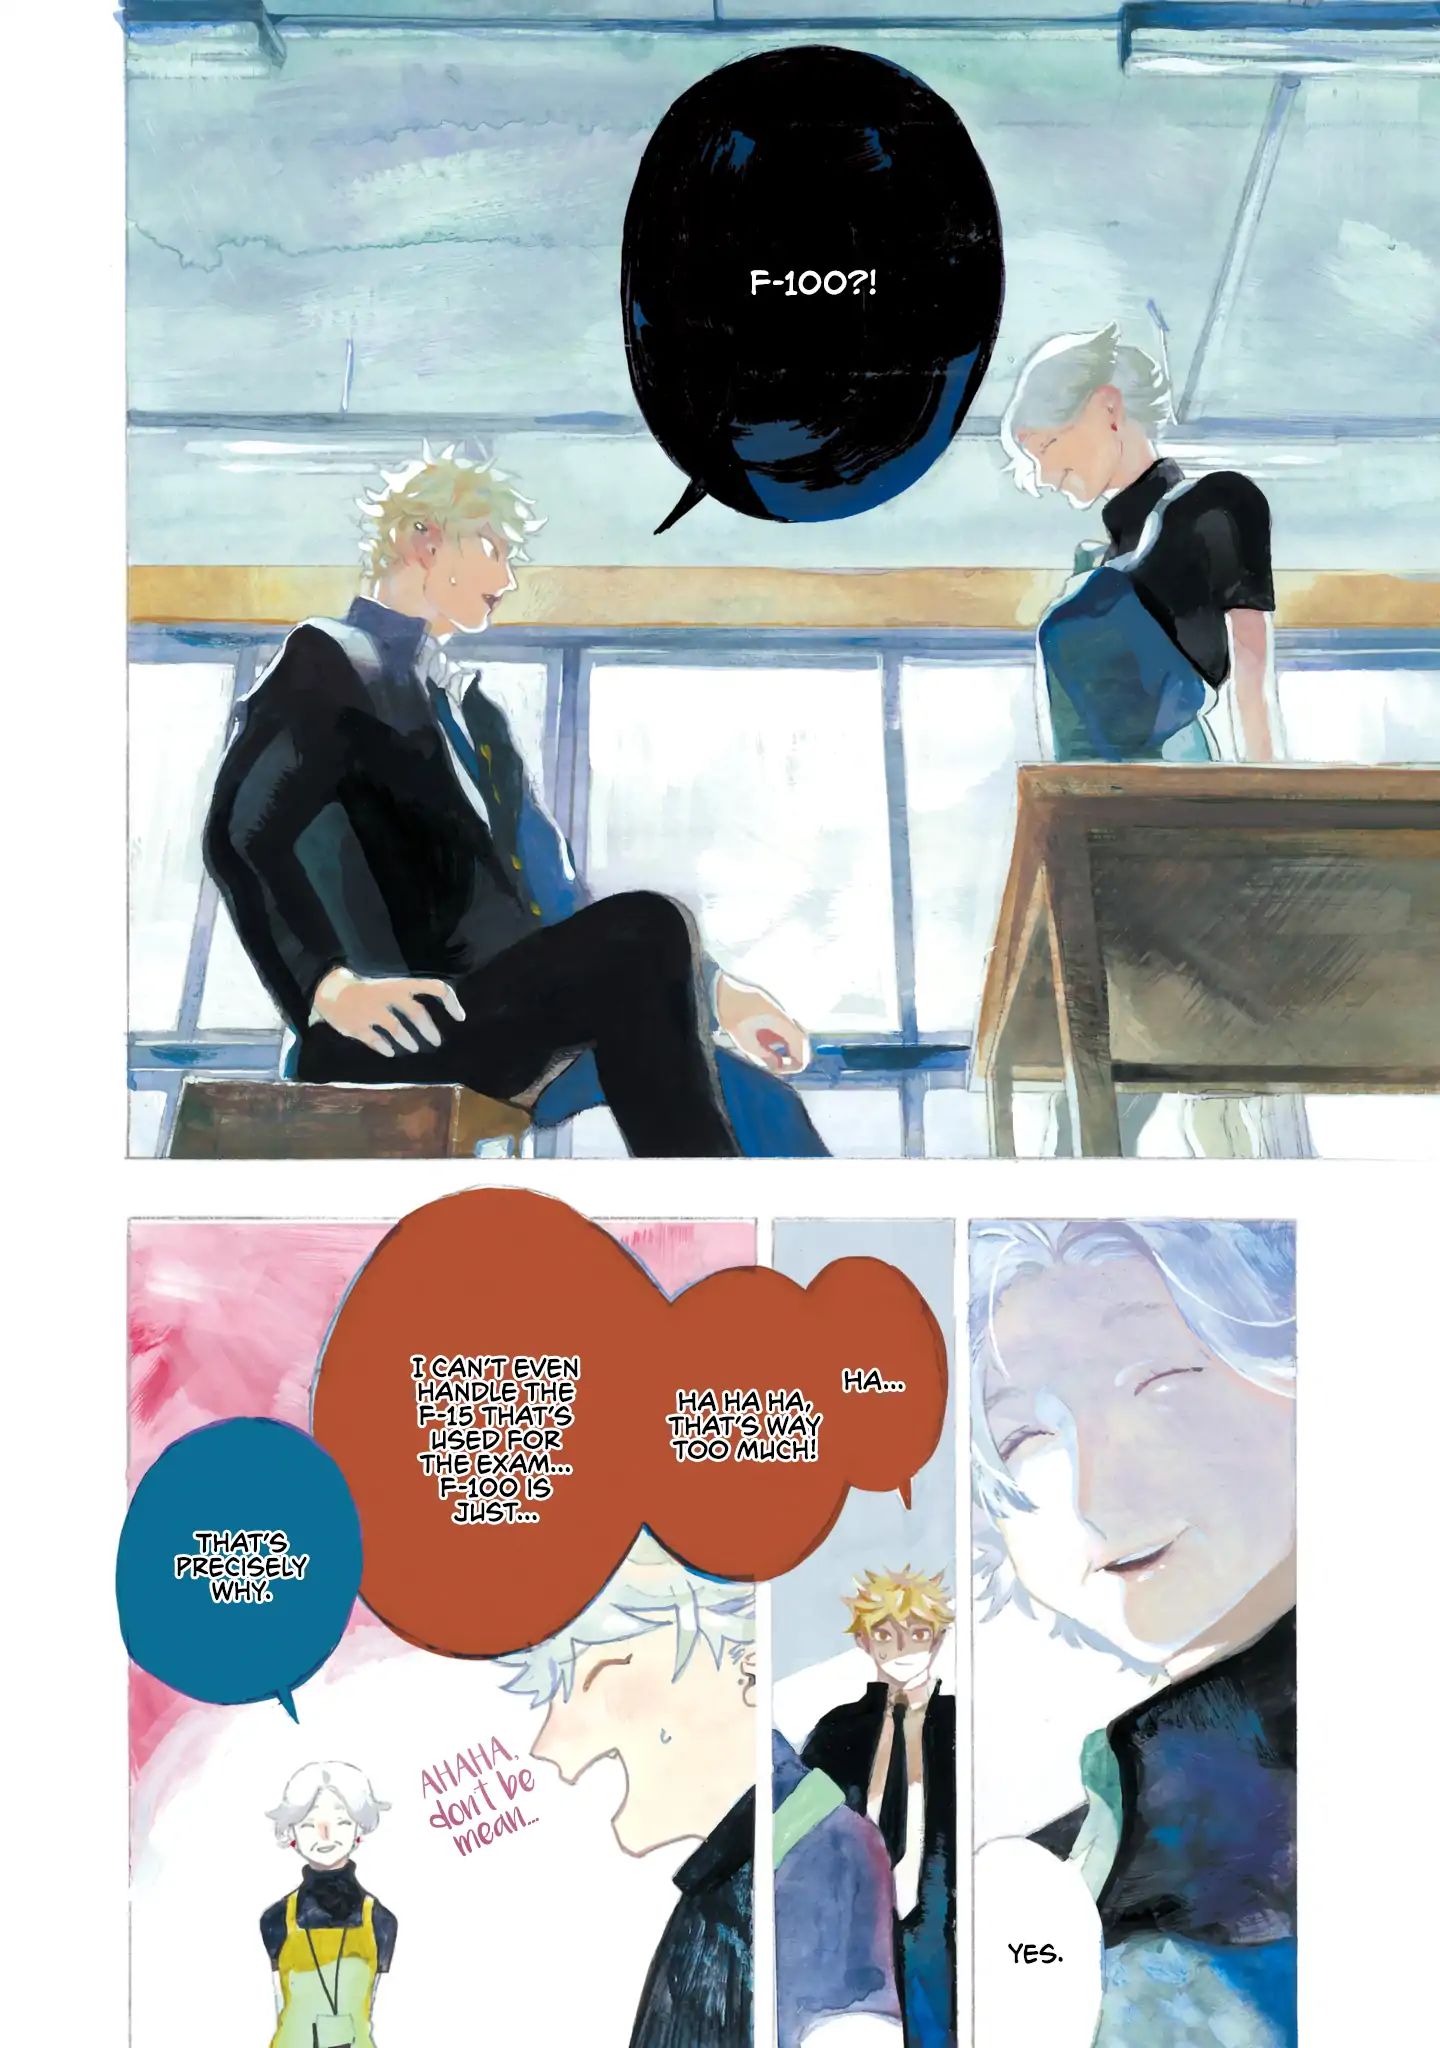 F-100?!
YES.
HA...
HA HA HA,
THAT'S WAY
TOO MUCH!
I CAN'T EVEN
HANDLE THE
F-15 THAT'S
USED FOR
THE EXAM...
F-100 IS
JUST...
AHAHA,
don't be
mean...
THAT'S
PRECISELY
WHY.